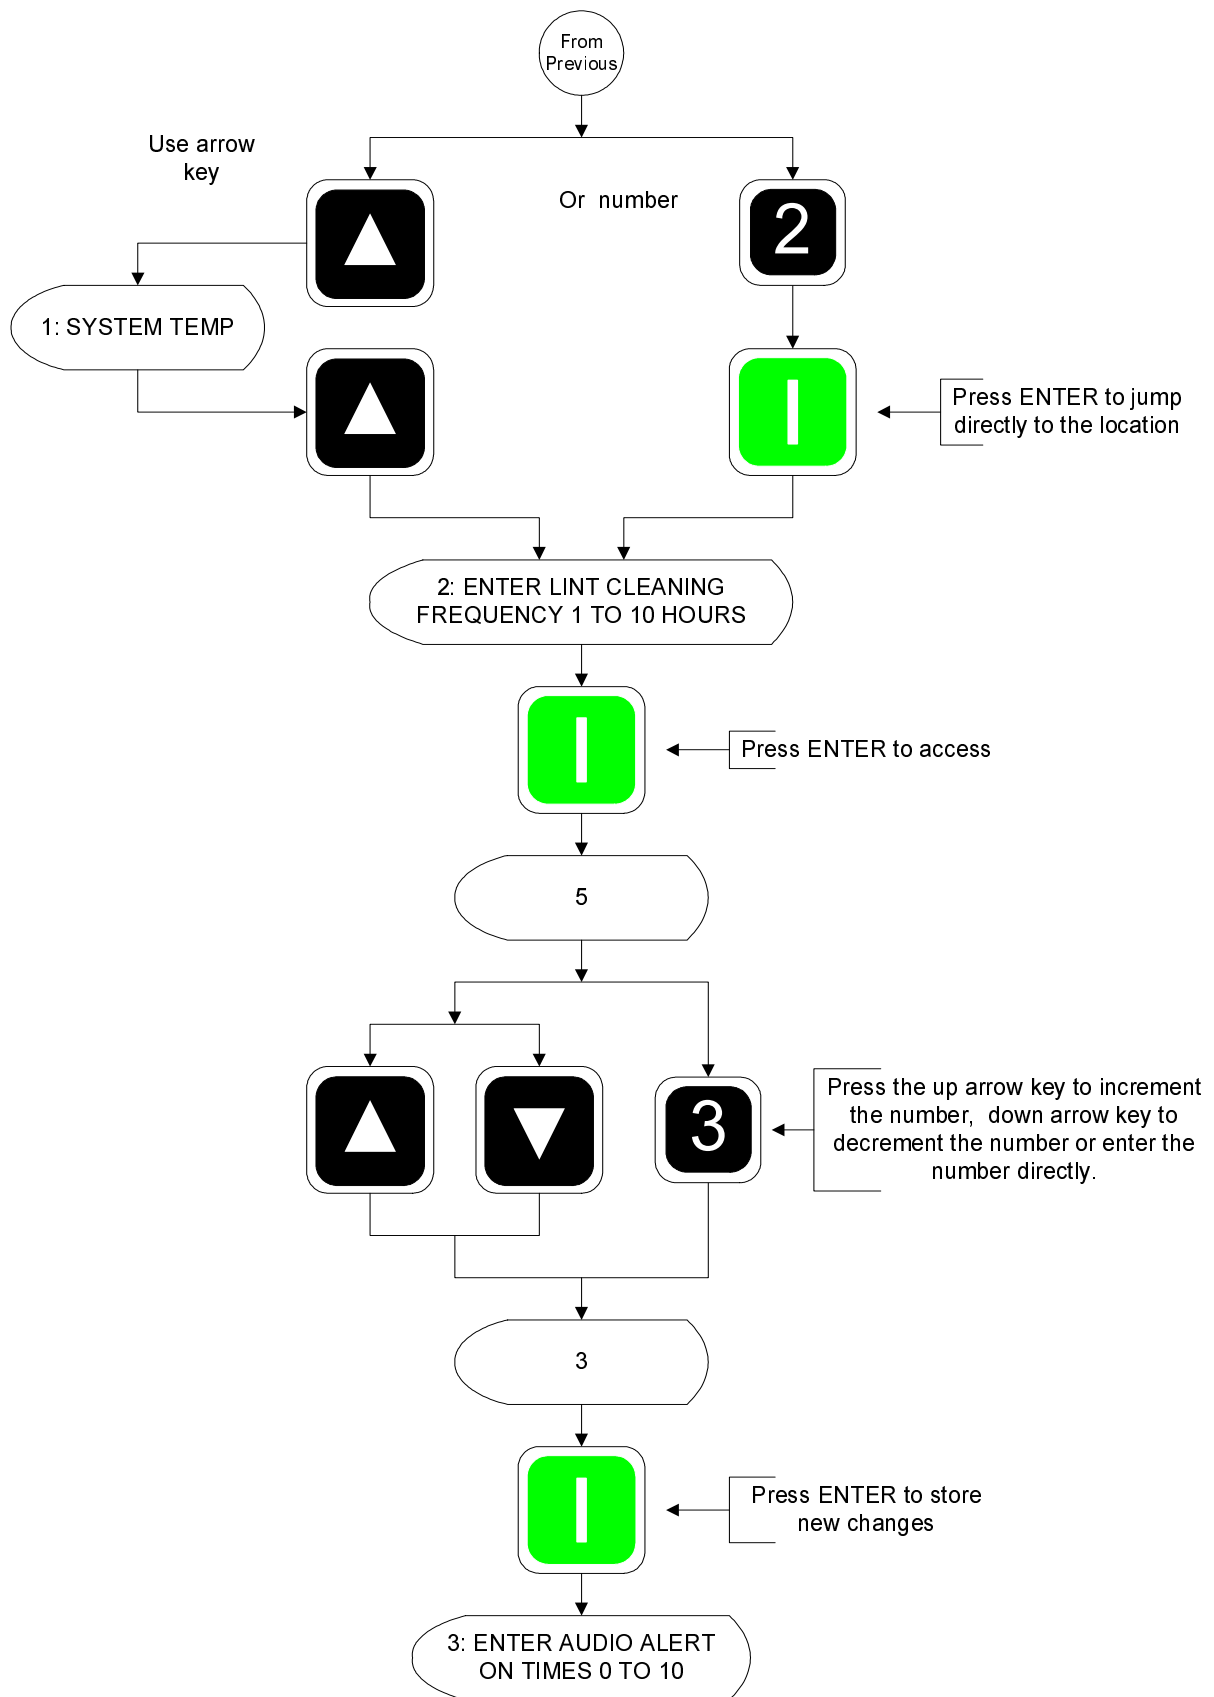 From
Previous
Use arrow
key
Or number
2
1: SYSTEM TEMP
Press ENTER to jump
directly to the location
2: ENTER LINT CLEANING
FREQUENCY 1 TO 10 HOURS
Press ENTER to access
5
3
Press the up arrow key to increment
the number, down arrow key to
decrement the number or enter the
number directly.
3
Press ENTER to store
new changes
3: ENTER AUDIO ALERT
ON TIMES 0 TO 10